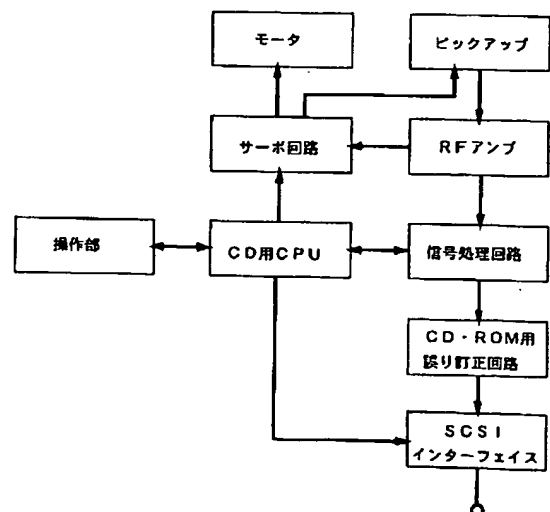 モータ
ピックアップ
サーボ回路
RFアンプ
操作部
CD用CPU
信号処理回路
CD・ROM用
誤り訂正回路
SCSI
インターフェイス